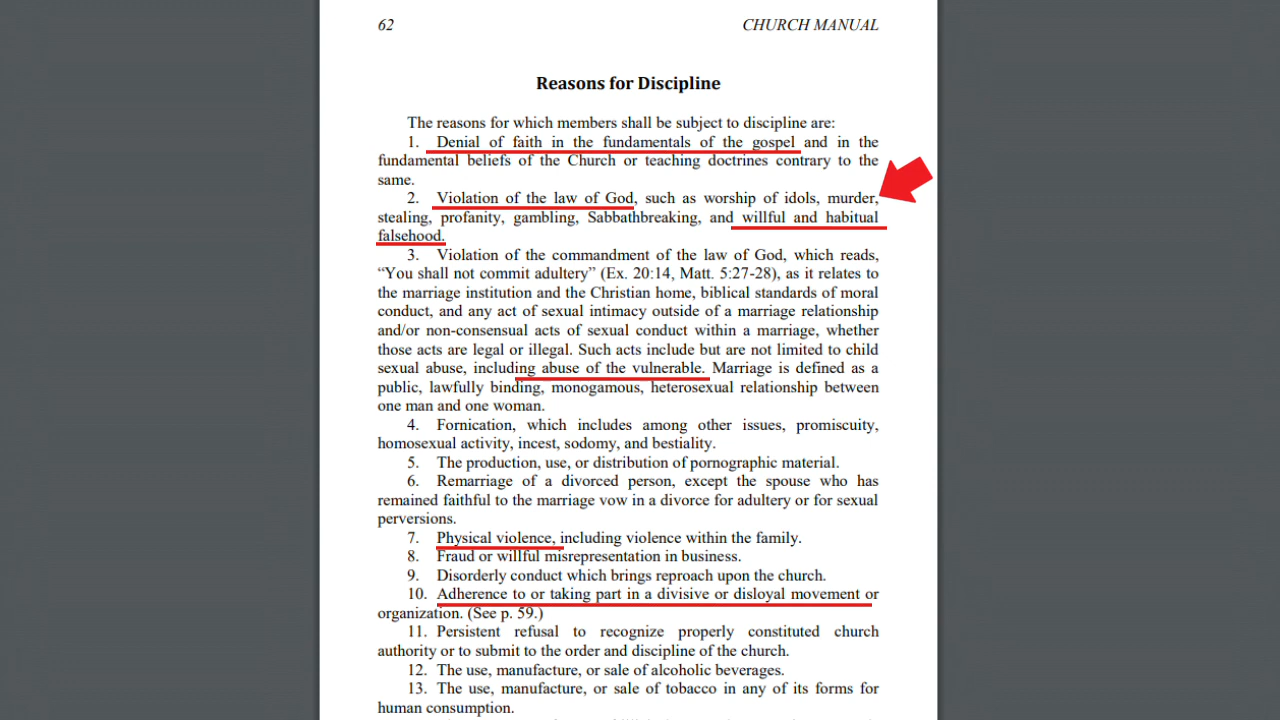 62 CHURCH MANUAL
Reasons for Discipline
The reasons for which members shall be subject to discipline are:
1. Denial of faith in the fundamentals of the gospel and in the
fundamental beliefs of the Church or teaching doctrines contrary to the
same.
2. Violation of the law of God, such as worship of idols, murder,
stealing, profanity, gambling, Sabbathbreaking, and willful and habitual
falsehood.
3. Violation of the commandment of the law of God, which reads,
“You shall not commit adultery” (Ex. 20:14, Matt. 5:27-28), as it relates to
the marriage institution and the Christian home, biblical standards of moral
conduct, and any act of sexual intimacy outside of a marriage relationship
and/or non-consensual acts of sexual conduct within a marriage, whether
those acts are legal or illegal. Such acts include but are not limited to child
sexual abuse, including abuse of the vulnerable. Marriage is defined as a
public, lawfully binding, monogamous, heterosexual relationship between
one man and one woman.
4. Fornication, which includes among other issues, promiscuity,
homosexual activity, incest, sodomy, and bestiality.
5. The production, use, or distribution of pornographic material.
6. Remarriage of a divorced person, except the spouse who has
remained faithful to the marriage vow in a divorce for adultery or for sexual
perversions.
7. Physical violence, including violence within the family.
8. Fraud or willful misrepresentation in business.
9. Disorderly conduct which brings reproach upon the church.
10. Adherence to or taking part in a divisive or disloyal movement or
organization. (See p. 59.)
11. Persistent refusal to recognize properly constituted church
authority or to submit to the order and discipline of the church.
12. The use, manufacture, or sale of alcoholic beverages.
13. The use, manufacture, or sale of tobacco in any of its forms for
human consumption.